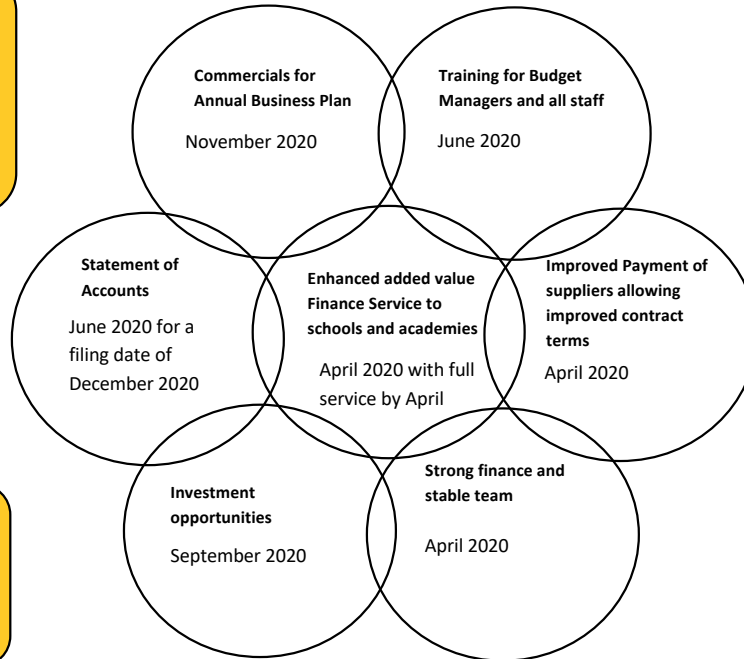 Commercials for
Annual Business Plan
November 2020
Training for Budget
Managers and all staff
June 2020
Statement of
Accounts
June 2020 for a
filing date of
December 2020
Enhanced added value
Finance Service to
schools and academies
April 2020 with full
service by April
Improved Payment of
suppliers allowing
improved contract
terms
April 2020
Investment
opportunities
September 2020
Strong finance and
stable team
April 2020